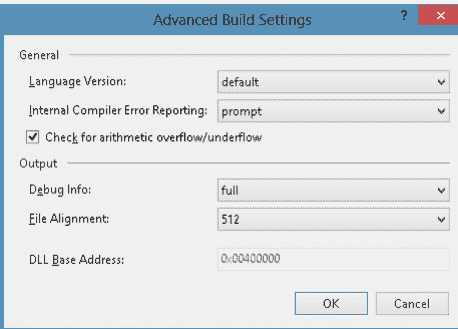 Advanced Build Settings ?
General
Language Version: default
Internal Compiler Error Reporting: prompt
Check for arithmetic overflow/underflow
Output
Debug Info: full
File Alignment: 512
DLL Base Address: 0x00400000
OK Cancel